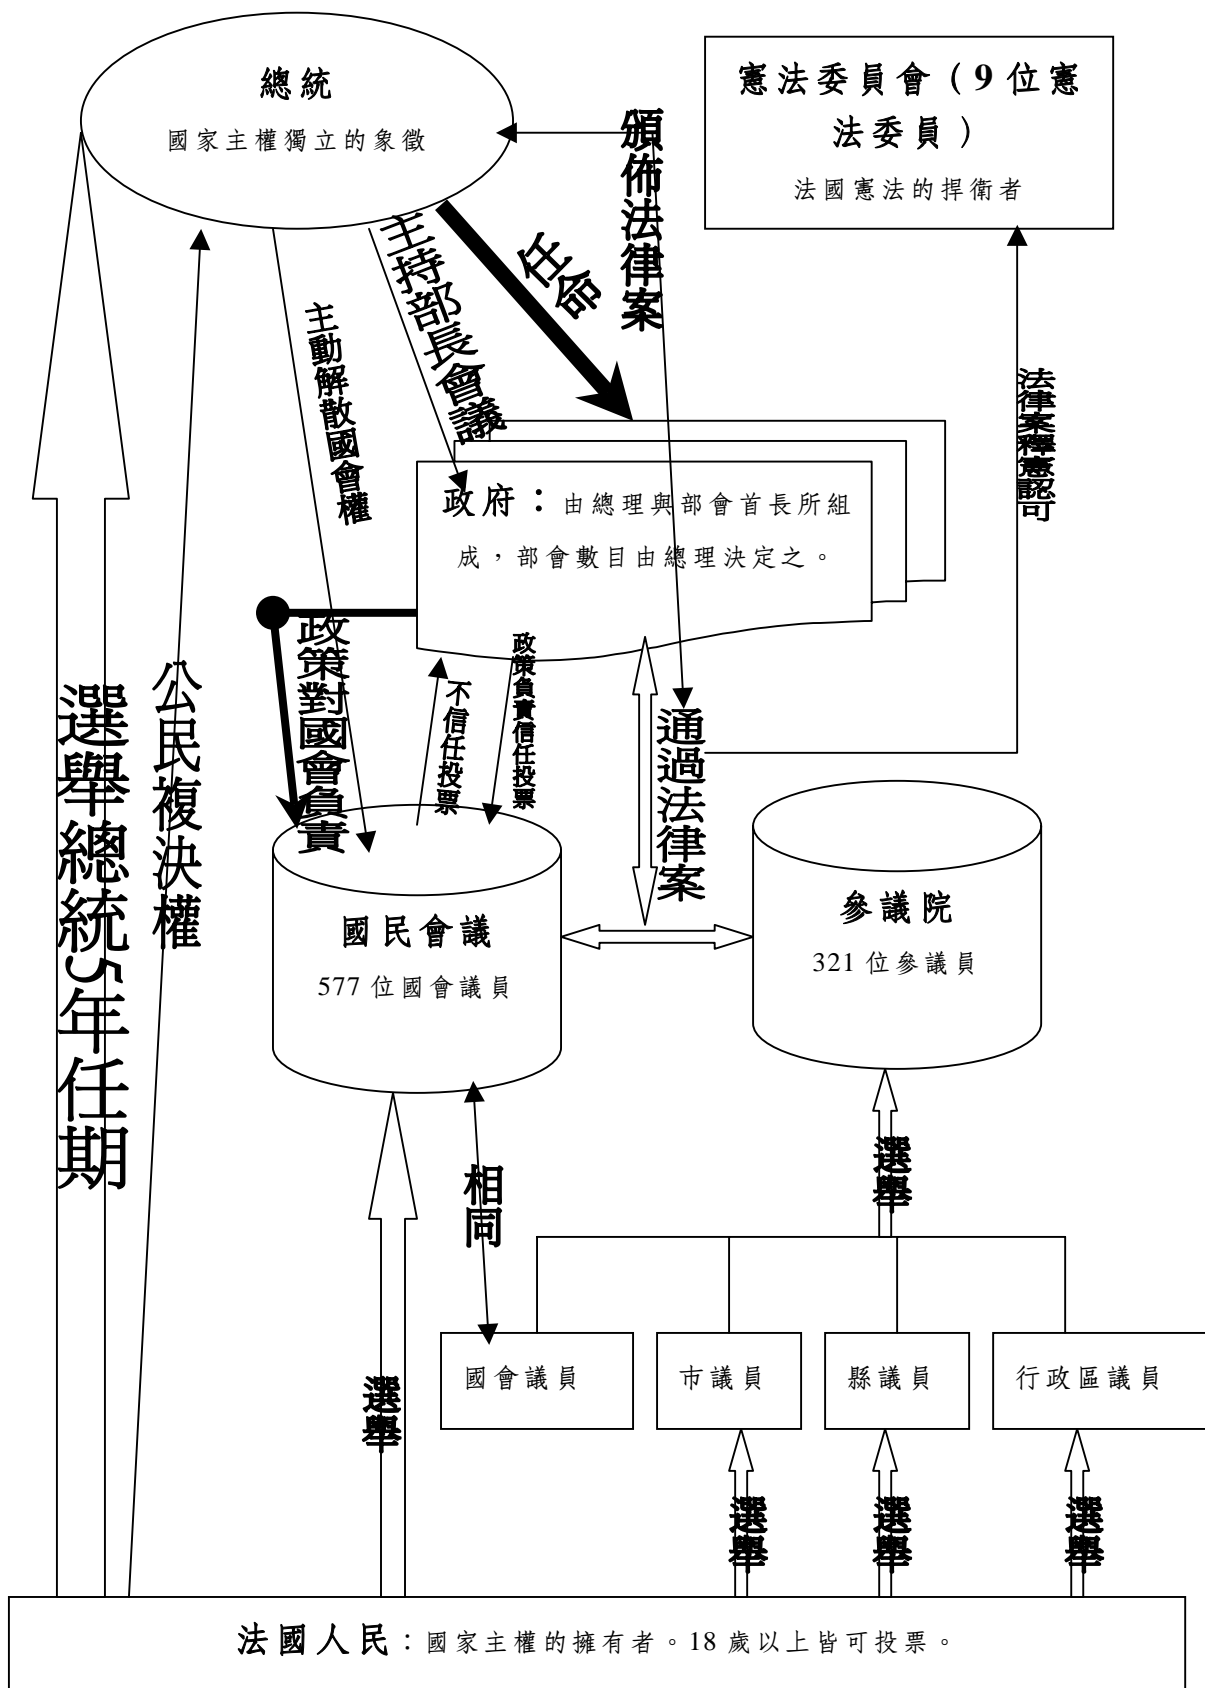 總統
國家主權獨立的象徵
憲法委員會（9 位憲
法委員）
法國憲法的捍衛者
頒佈法律案
任命
主持部長會議
主動解散國會權
法律案釋憲認可
政府：由總理與部會首長所組
成，部會數目由總理決定之。
政策對國會負責
不信任投票
政策負責信任投票
通過法律案
選舉總統5年任期
公民複決權
國民會議
577 位國會議員
參議院
321 位參議員
相同
選舉
選舉
國會議員
市議員
縣議員
行政區議員
選舉
選舉
選舉
法國人民：國家主權的擁有者。18 歲以上皆可投票。